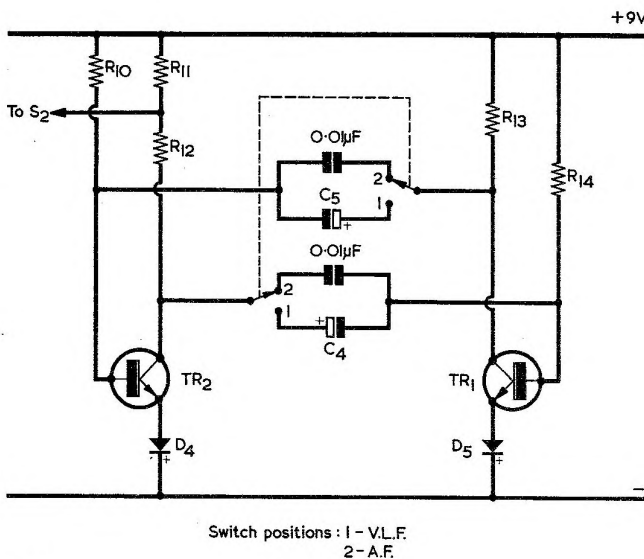 +9V
R10
R11
To S2
R12
R13
0·01µF
2
1
C5
+
R14
0·01µF
2
1
+
C4
TR2
TR1
D4
+
D5
+
−
Switch positions : 1 – V.L.F.
2 – A.F.